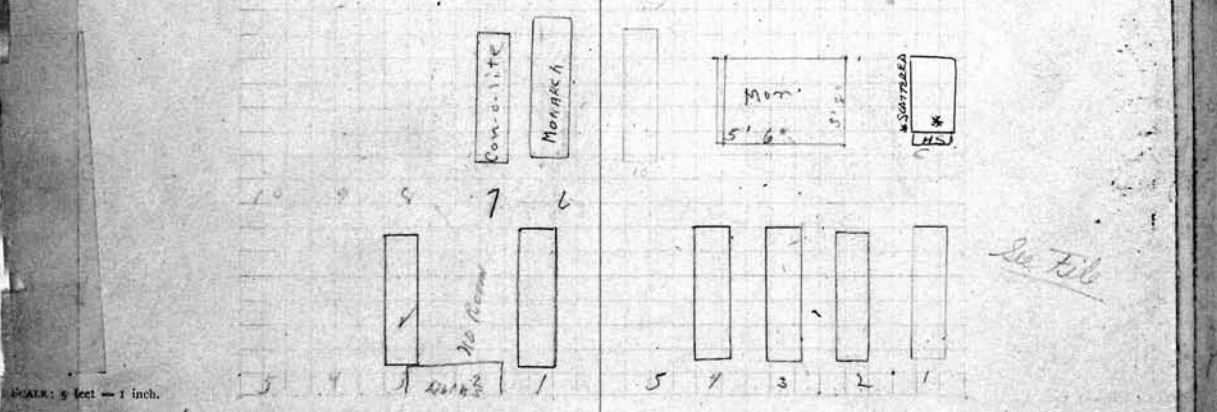 Con-o-lite
MONARCH
10
5' 6"
*SCATTERED
*
HS
10 9 8 7 6
No Room
See File
5 4 3 2 1
5 4 3 2 1
SCALE: 5 feet = 1 inch.